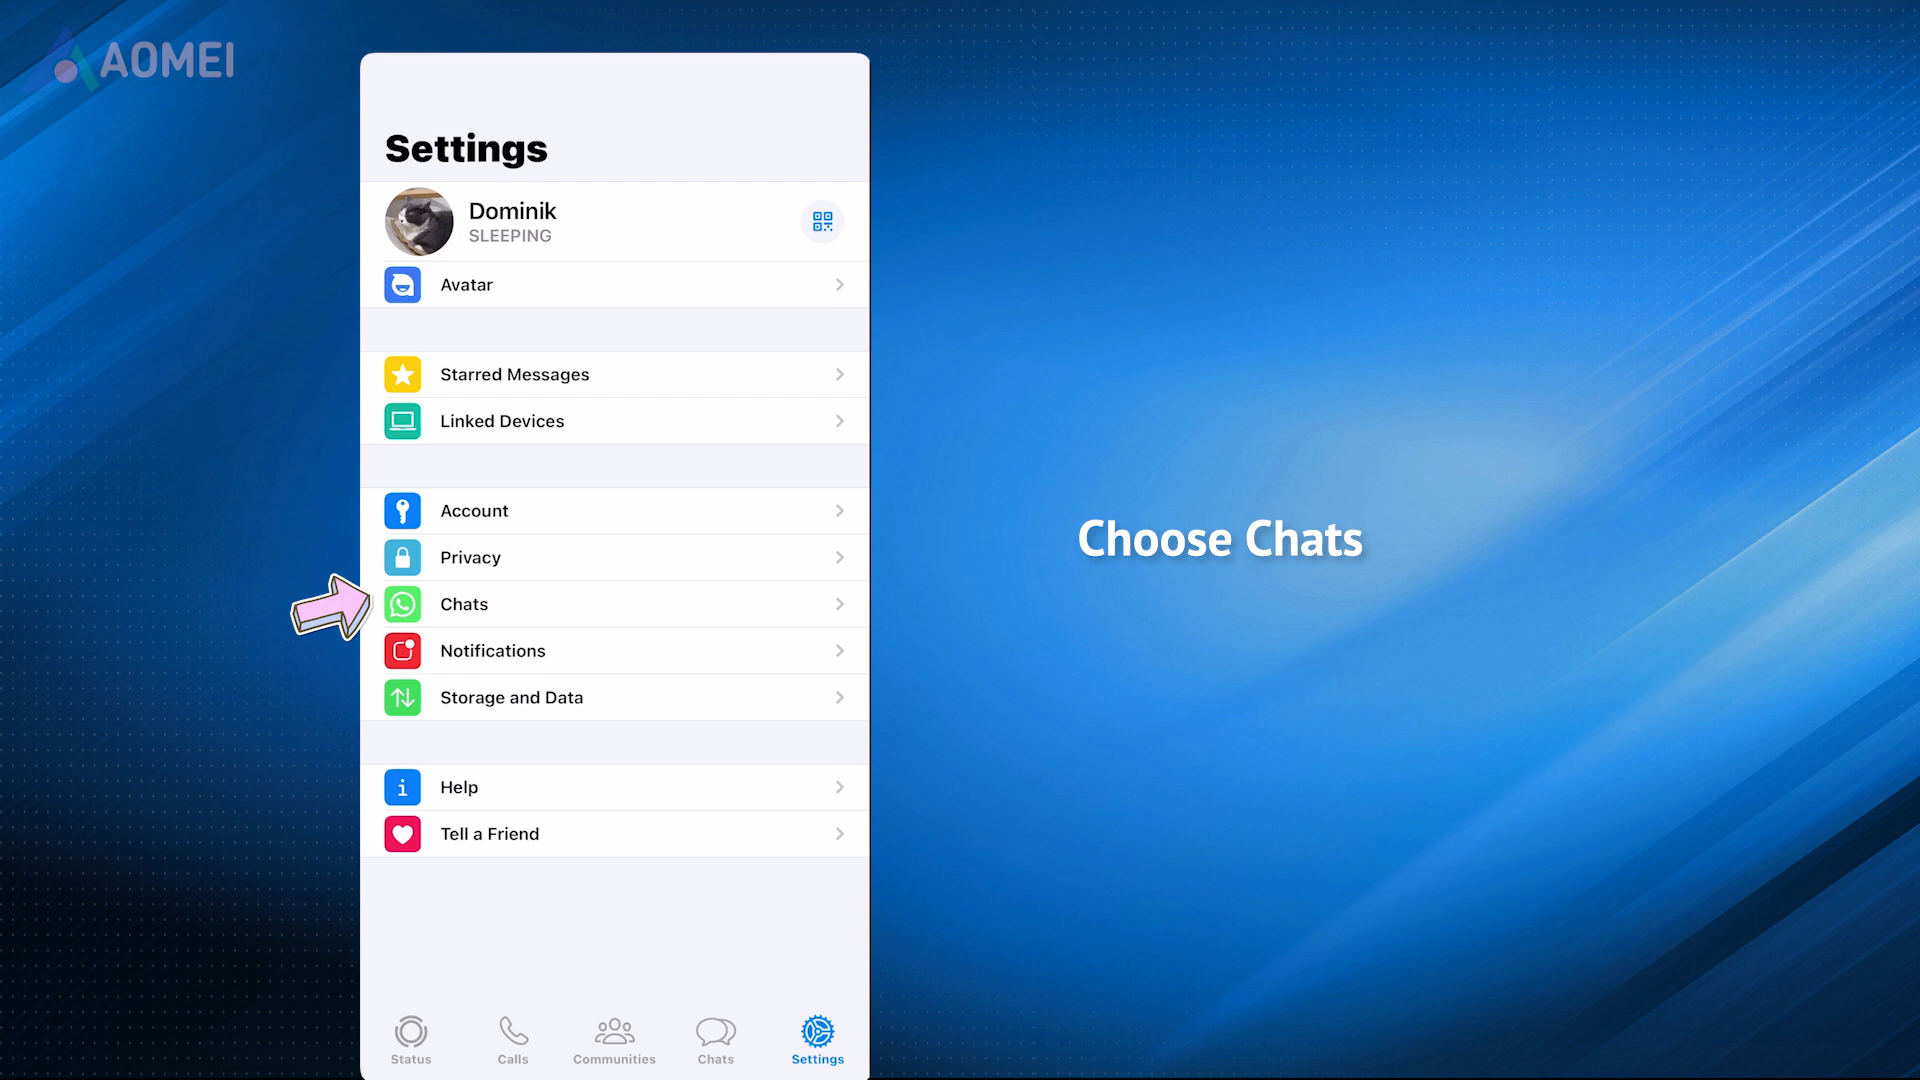 AOMEI
Settings
Dominik
SLEEPING
Avatar
Starred Messages
Linked Devices
Account
Privacy
Chats
Notifications
Storage and Data
Help
Tell a Friend
Status
Calls
Communities
Chats
Settings
Choose Chats